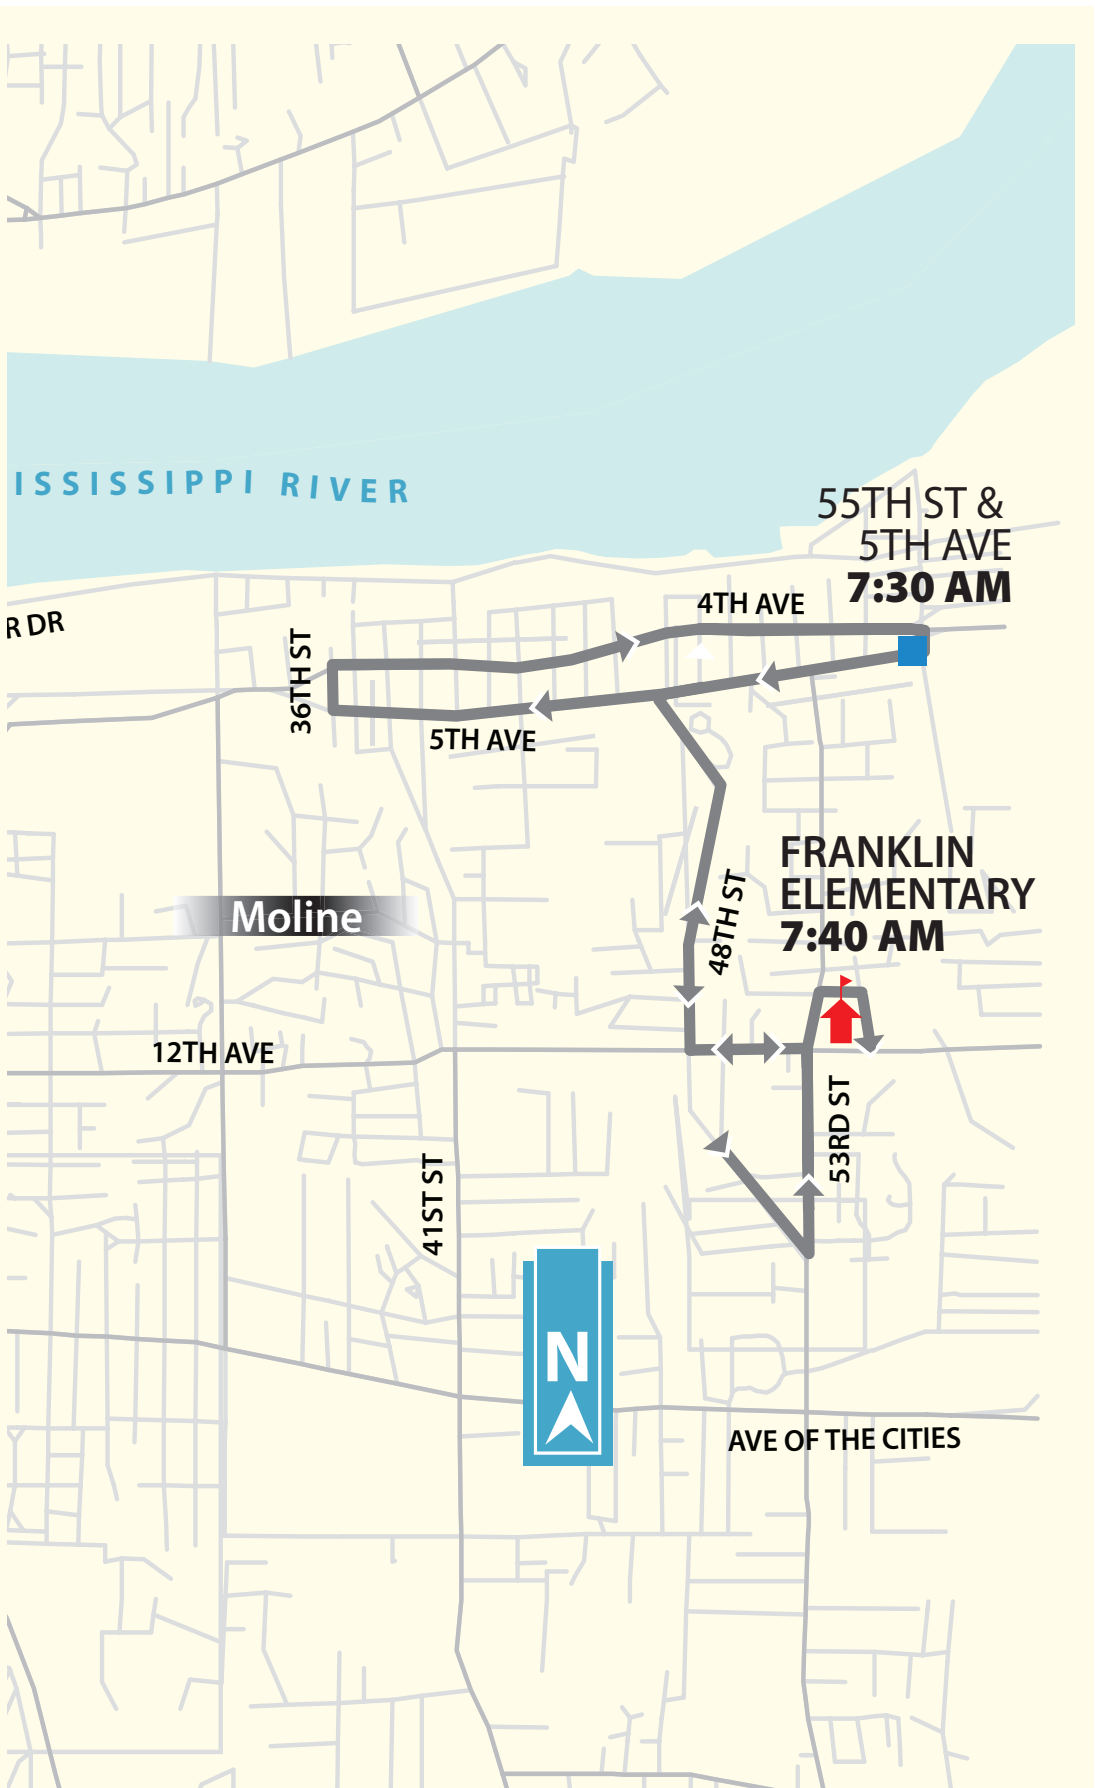 ISSISSIPPI RIVER
55TH ST &
5TH AVE
7:30 AM
4TH AVE
R DR
36TH ST
5TH AVE
FRANKLIN
ELEMENTARY
7:40 AM
48TH ST
Moline
12TH AVE
53RD ST
41ST ST
N
AVE OF THE CITIES